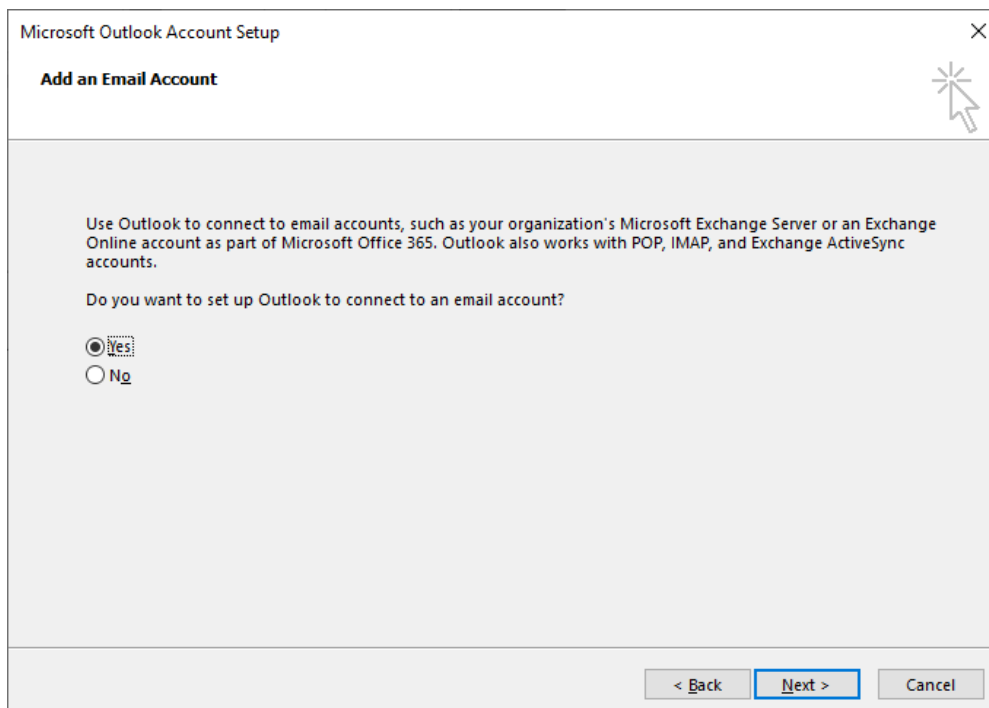 Microsoft Outlook Account Setup
Add an Email Account
Use Outlook to connect to email accounts, such as your organization's Microsoft Exchange Server or an Exchange
Online account as part of Microsoft Office 365. Outlook also works with POP, IMAP, and Exchange ActiveSync
accounts.
Do you want to set up Outlook to connect to an email account?
Yes
No
< Back Next > Cancel